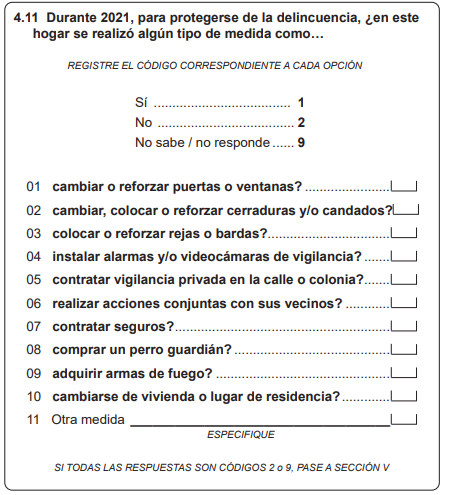 4.11 Durante 2021, para protegerse de la delincuencia, ¿en este
hogar se realizó algún tipo de medida como…
REGISTRE EL CÓDIGO CORRESPONDIENTE A CADA OPCIÓN
Sí ..................................... 1
No ..................................... 2
No sabe / no responde ...... 9
01 cambiar o reforzar puertas o ventanas? .......................
02 cambiar, colocar o reforzar cerraduras y/o candados?
03 colocar o reforzar rejas o bardas?.................................
04 instalar alarmas y/o videocámaras de vigilancia? .......
05 contratar vigilancia privada en la calle o colonia?.......
06 realizar acciones conjuntas con sus vecinos? ............
07 contratar seguros?..........................................................
08 comprar un perro guardián? ..........................................
09 adquirir armas de fuego? ...............................................
10 cambiarse de vivienda o lugar de residencia? .............
11 Otra medida ___________________________________
ESPECIFIQUE
SI TODAS LAS RESPUESTAS SON CÓDIGOS 2 o 9, PASE A SECCIÓN V